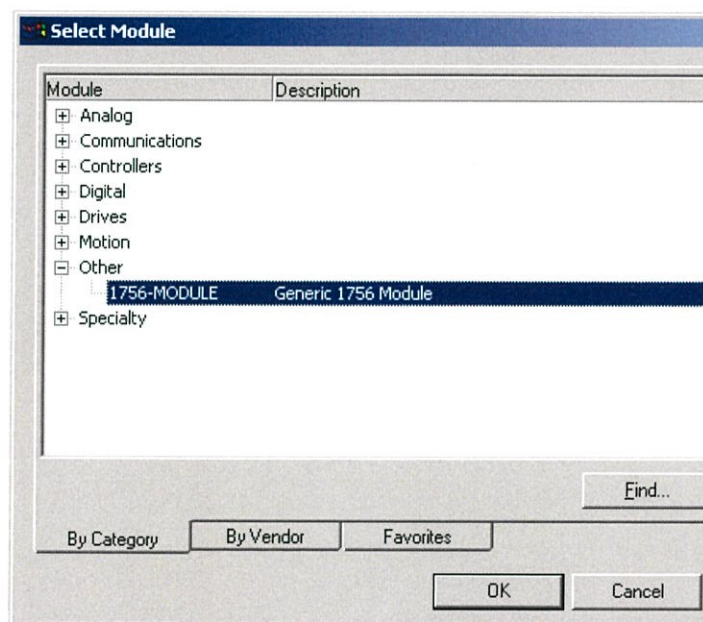 Select Module
Module Description
Analog
Communications
Controllers
Digital
Drives
Motion
Other
1756-MODULE Generic 1756 Module
Specialty
Find...
By Category By Vendor Favorites
OK Cancel